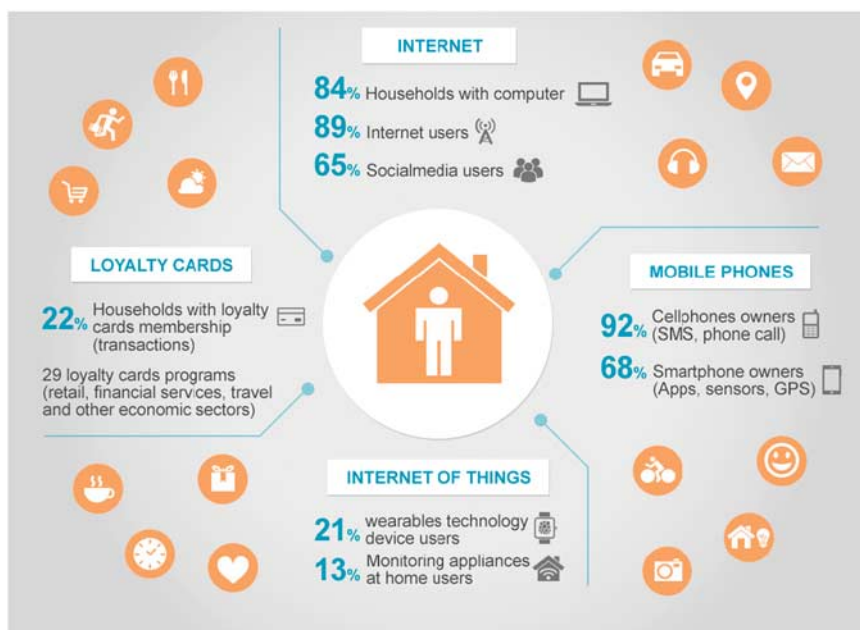 INTERNET
84% Households with computer
89% Internet users
65% Socialmedia users
LOYALTY CARDS
22% Households with loyalty
cards membership
(transactions)
29 loyalty cards programs
(retail, financial services, travel
and other economic sectors)
MOBILE PHONES
92% Cellphones owners
(SMS, phone call)
68% Smartphone owners
(Apps, sensors, GPS)
INTERNET OF THINGS
21% wearables technology
device users
13% Monitoring appliances
at home users